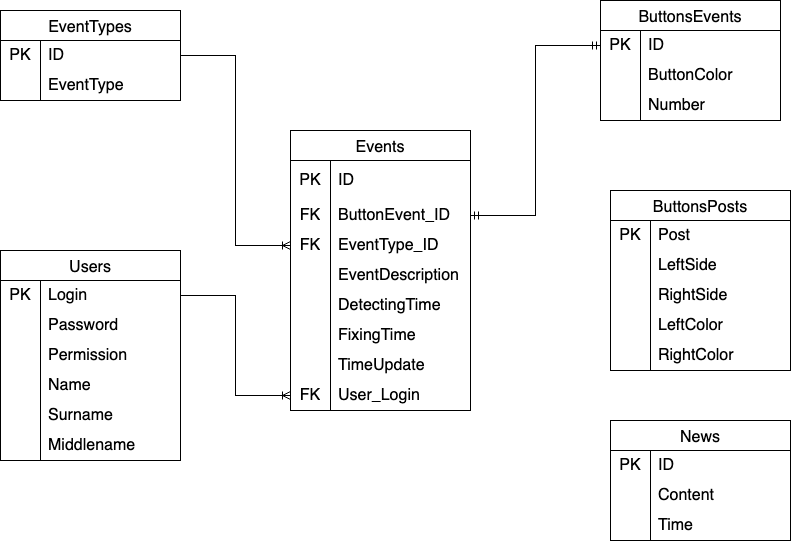 EventTypes
PK ID
EventType
ButtonsEvents
PK ID
ButtonColor
Number
Events
PK ID
FK ButtonEvent_ID
FK EventType_ID
EventDescription
DetectingTime
FixingTime
TimeUpdate
FK User_Login
ButtonsPosts
PK Post
LeftSide
RightSide
LeftColor
RightColor
Users
PK Login
Password
Permission
Name
Surname
Middlename
News
PK ID
Content
Time